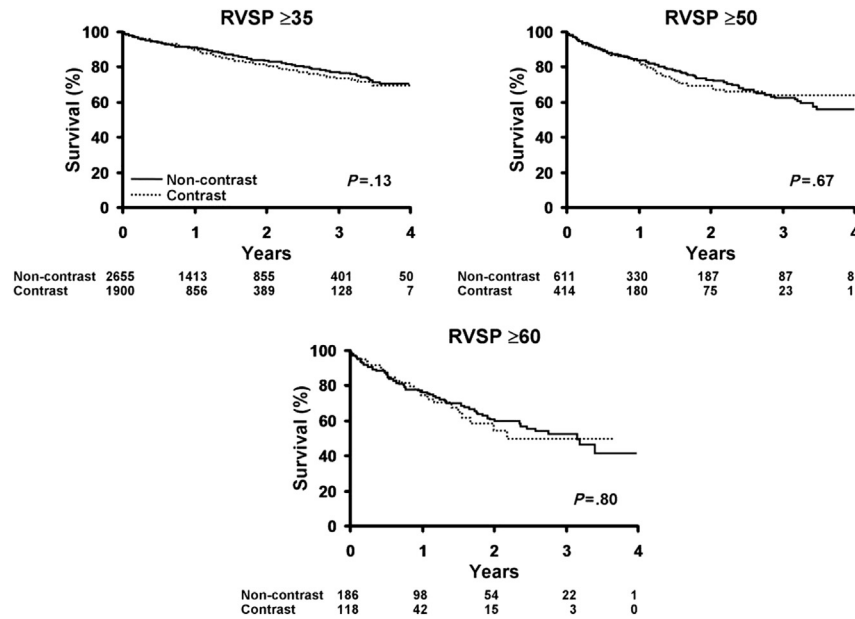 RVSP ≥35
Survival (%)
100
80
60
40
20
0
Non-contrast
Contrast
P=.13
0 1 2 3 4
Years
Non-contrast 2655 1413 855 401 50
Contrast 1900 856 389 128 7
RVSP ≥50
Survival (%)
100
80
60
40
20
0
P=.67
0 1 2 3 4
Years
Non-contrast 611 330 187 87 8
Contrast 414 180 75 23 1
RVSP ≥60
Survival (%)
100
80
60
40
20
0
P=.80
0 1 2 3 4
Years
Non-contrast 186 98 54 22 1
Contrast 118 42 15 3 0